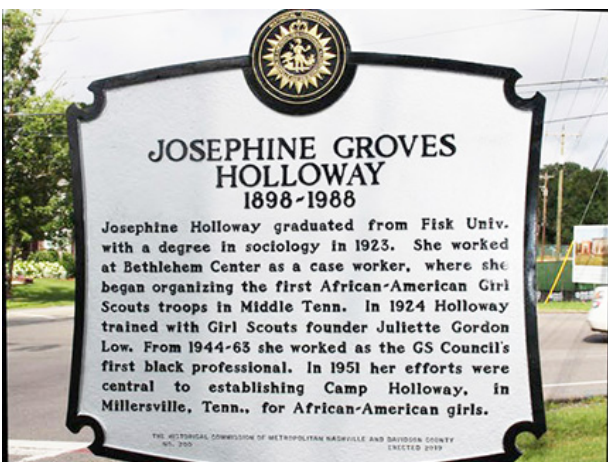 JOSEPHINE GROVES
HOLLOWAY
1898-1988
Josephine Holloway graduated from Fisk Univ.
with a degree in sociology in 1923. She worked
at Bethlehem Center as a case worker, where she
began organizing the first African-American Girl
Scouts troops in Middle Tenn. In 1924 Holloway
trained with Girl Scouts founder Juliette Gordon
Low. From 1944-63 she worked as the GS Council's
first black professional. In 1951 her efforts were
central to establishing Camp Holloway, in
Millersville, Tenn., for African-American girls.
THE HISTORICAL COMMISSION OF METROPOLITAN NASHVILLE AND DAVIDSON COUNTY
NO. ERECTED 2019